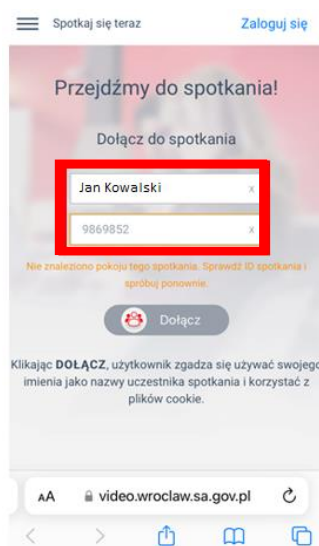 Spotkaj się teraz Zaloguj się
Przejdźmy do spotkania!
Dołącz do spotkania
Jan Kowalski x
9869852 x
Nie znaleziono pokoju tego spotkania. Sprawdź ID spotkania i
spróbuj ponownie.
Dołącz
Klikając DOŁĄCZ, użytkownik zgadza się używać swojego
imienia jako nazwy uczestnika spotkania i korzystać z
plików cookie.
AA video.wroclaw.sa.gov.pl